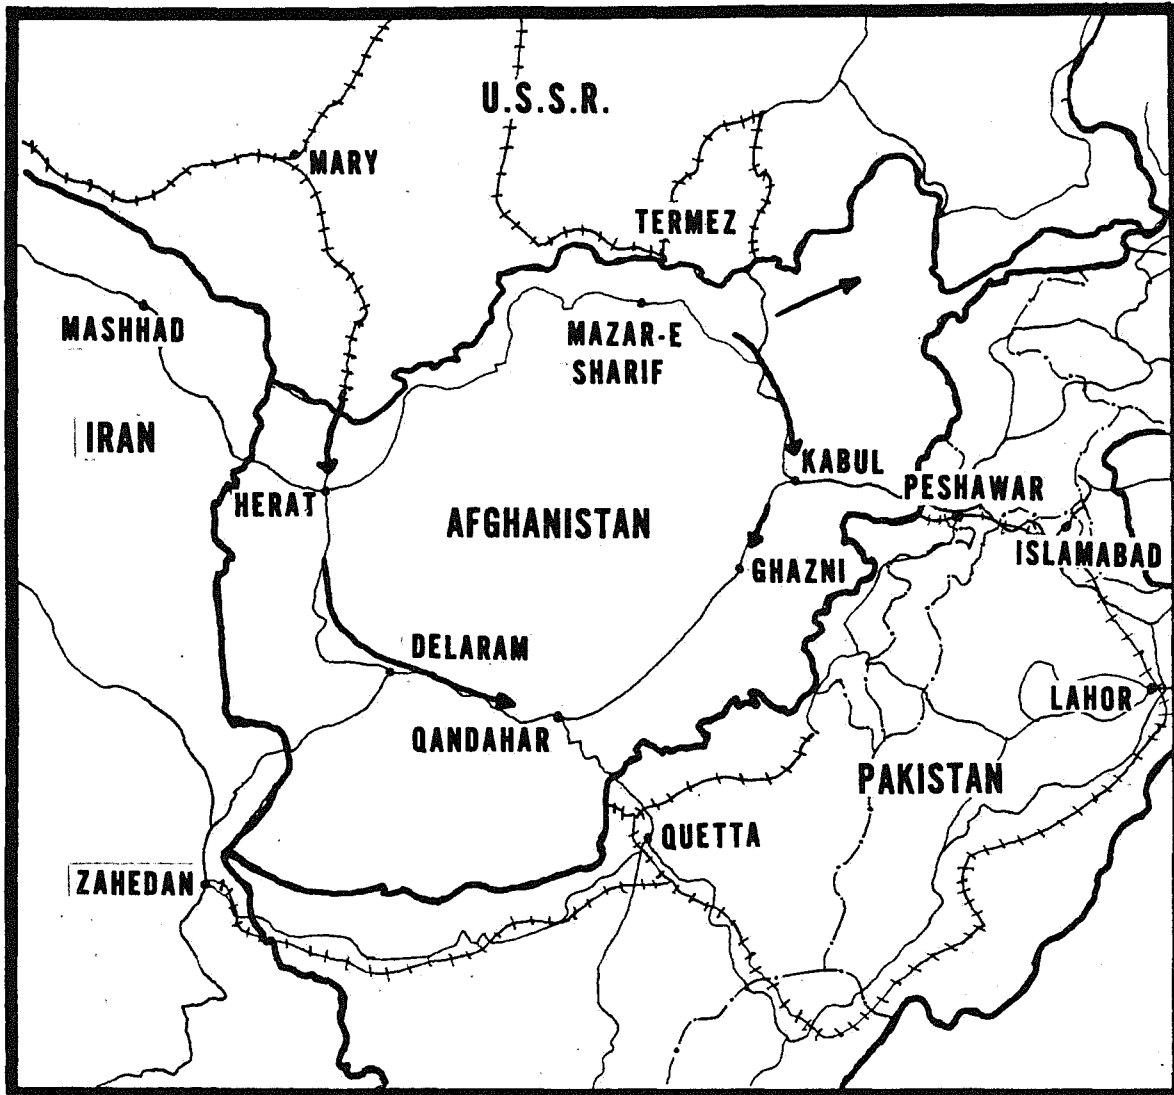 U.S.S.R.
MARY
TERMEZ
MASHHAD
MAZAR-E
SHARIF
IRAN
KABUL
HERAT
PESHAWAR
AFGHANISTAN
ISLAMABAD
GHAZNI
DELARAM
LAHOR
QANDAHAR
PAKISTAN
QUETTA
ZAHEDAN